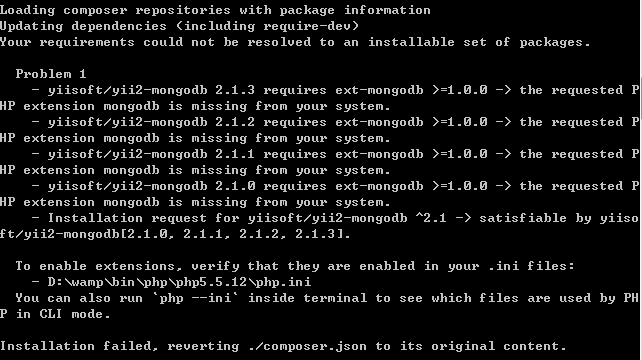 Loading composer repositories with package information
Updating dependencies (including require-dev)
Your requirements could not be resolved to an installable set of packages.
Problem 1
- yiisoft/yii2-mongodb 2.1.3 requires ext-mongodb >=1.0.0 -> the requested P
HP extension mongodb is missing from your system.
- yiisoft/yii2-mongodb 2.1.2 requires ext-mongodb >=1.0.0 -> the requested P
HP extension mongodb is missing from your system.
- yiisoft/yii2-mongodb 2.1.1 requires ext-mongodb >=1.0.0 -> the requested P
HP extension mongodb is missing from your system.
- yiisoft/yii2-mongodb 2.1.0 requires ext-mongodb >=1.0.0 -> the requested P
HP extension mongodb is missing from your system.
- Installation request for yiisoft/yii2-mongodb ^2.1 -> satisfiable by yiiso
ft/yii2-mongodb[2.1.0, 2.1.1, 2.1.2, 2.1.3].
To enable extensions, verify that they are enabled in your .ini files:
- D:\wamp\bin\php\php5.5.12\php.ini
You can also run `php --ini` inside terminal to see which files are used by PH
P in CLI mode.
Installation failed, reverting ./composer.json to its original content.